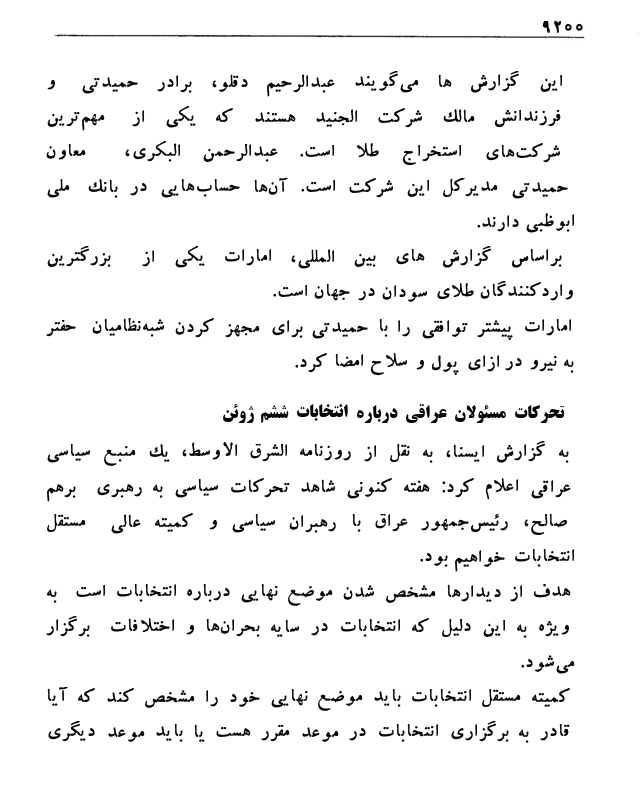 ۹۲۰۰
این گزارش ها می‌گویند عبدالرحیم دقلو، برادر حمیدتی و
فرزندانش مالك شرکت الجنید هستند که یکی از مهم‌ترین
شرکت‌های استخراج طلا است. عبدالرحمن البکری، معاون
حمیدتی مدیرکل این شرکت است. آن‌ها حساب‌هایی در بانك ملی
ابوظبی دارند.
براساس گزارش های بین المللی، امارات یکی از بزرگترین
واردکنندگان طلای سودان در جهان است.
امارات پیشتر توافقی را با حمیدتی برای مجهز کردن شبه‌نظامیان حفتر
به نیرو در ازای پول و سلاح امضا کرد.
تحرکات مسئولان عراقی درباره انتخابات ششم ژوئن
به گزارش ایسنا، به نقل از روزنامه الشرق الاوسط، یك منبع سیاسی
عراقی اعلام کرد: هفته کنونی شاهد تحرکات سیاسی به رهبری برهم
صالح، رئیس‌جمهور عراق با رهبران سیاسی و کمیته عالی مستقل
انتخابات خواهیم بود.
هدف از دیدارها مشخص شدن موضع نهایی درباره انتخابات است به
ویژه به این دلیل که انتخابات در سایه بحران‌ها و اختلافات برگزار
می‌شود.
کمیته مستقل انتخابات باید موضع نهایی خود را مشخص کند که آیا
قادر به برگزاری انتخابات در موعد مقرر هست یا باید موعد دیگری